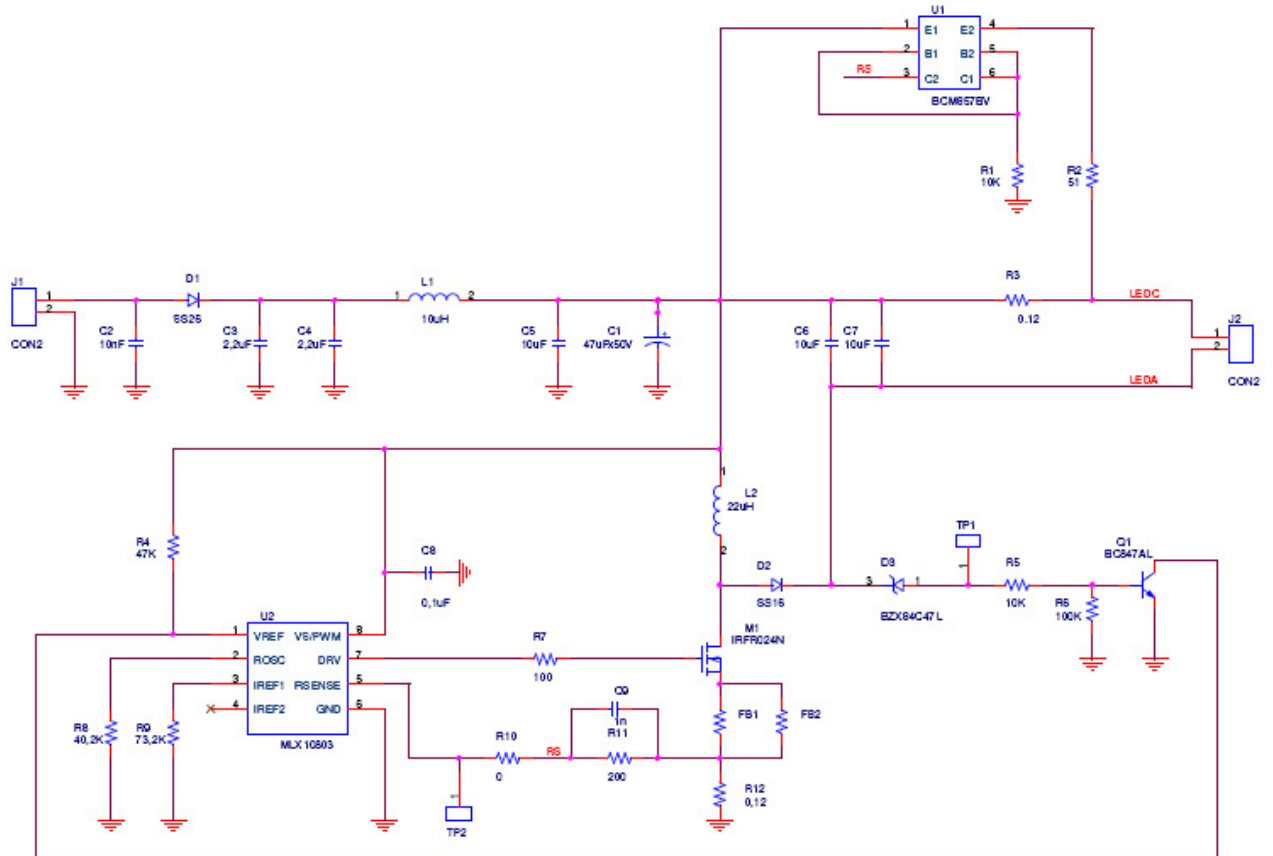 U1
1 E1 E2 4
2 B1 B2 5
RS 3 C2 C1 6
BCM857BV
R1
10K
R2
51
J1
1
2
CON2
D1
SS26
L1
1 2
10uH
R3
0.12
LEDC
J2
1
2
CON2
LEDA
C2
10nF
C3
2,2uF
C4
2,2uF
C5
10uF
C1
47uFx50V
+
C6
10uF
C7
10uF
1
L2
22uH
2
R4
47K
C8
0,1uF
TP1
1
D2
SS16
D3
3 1
BZX84C47L
R5
10K
R6
100K
Q1
BC847AL
U2
1 VREF VS/PWM 8
2 ROSC DRV 7
3 IREF1 RSENSE 5
4 IREF2 GND 6
MLX10803
R7
100
M1
IRFR024N
R8
40,2K
R9
73,2K
C9
1n
R11
200
R10
0
RS
FB1
FB2
R12
0,12
1
TP2